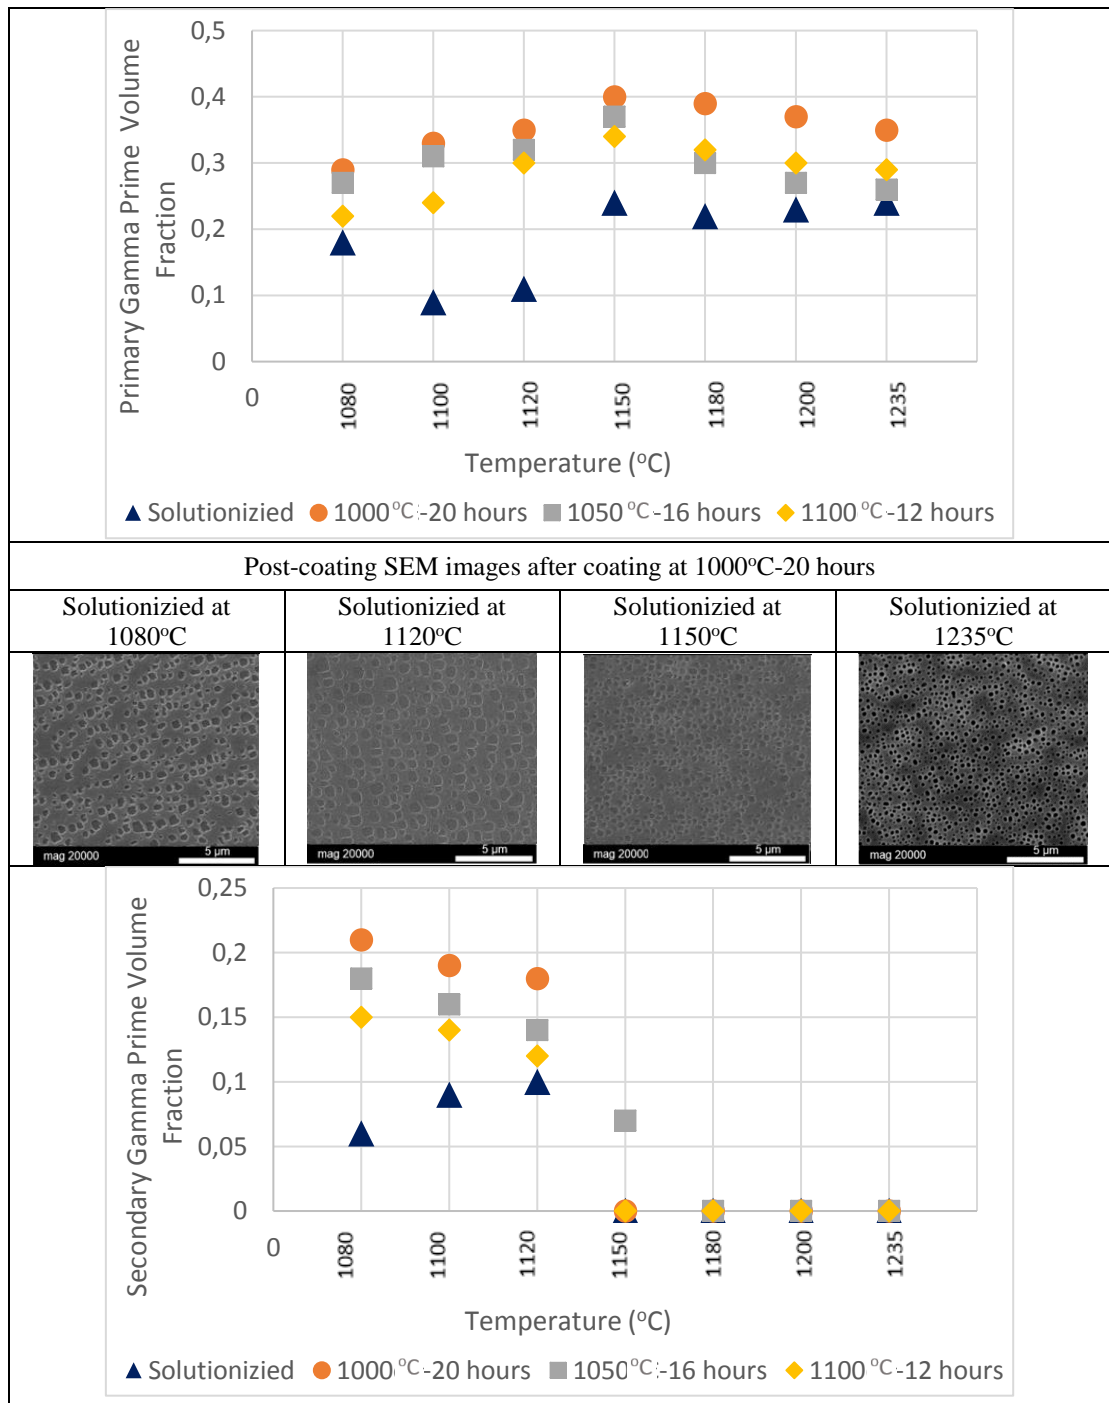 0,5
0,4
0,3
0,2
0,1
0
Primary Gamma Prime Volume
Fraction
0
1080
1100
1120
1150
1180
1200
1235
Temperature (°C)
Solutionizied 1000°C-20 hours 1050°C-16 hours 1100°C-12 hours
Post-coating SEM images after coating at 1000°C-20 hours
Solutionizied at
1080°C
Solutionizied at
1120°C
Solutionizied at
1150°C
Solutionizied at
1235°C
mag 20000 5 µm
mag 20000 5 µm
mag 20000 5 µm
mag 20000 5 µm
0,25
0,2
0,15
0,1
0,05
0
Secondary Gamma Prime Volume
Fraction
0
1080
1100
1120
1150
1180
1200
1235
Temperature (°C)
Solutionizied 1000°C-20 hours 1050°C-16 hours 1100°C-12 hours